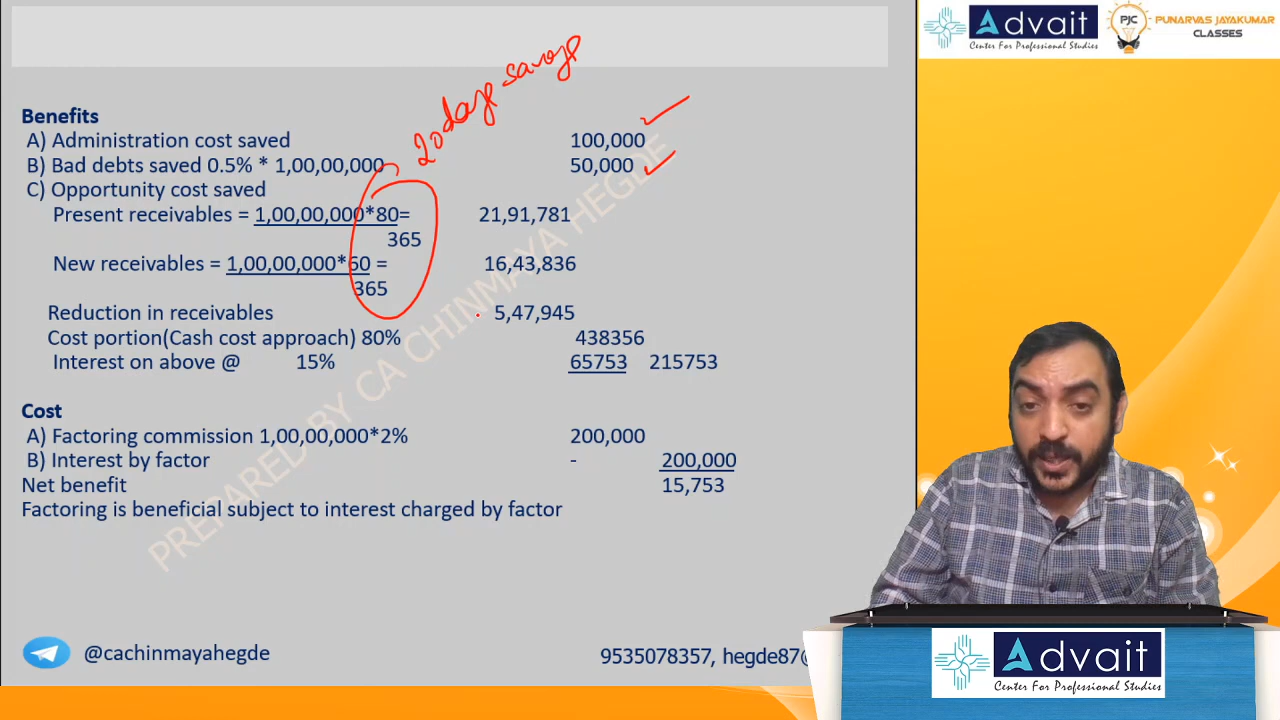 Advait
Center For Professional Studies
PJC
PUNARVAS JAYAKUMAR
CLASSES
20 days savings
Benefits
A) Administration cost saved 100,000
B) Bad debts saved 0.5% * 1,00,00,000 50,000
C) Opportunity cost saved
Present receivables = 1,00,00,000*80= 21,91,781
365
New receivables = 1,00,00,000*60 = 16,43,836
365
Reduction in receivables 5,47,945
Cost portion(Cash cost approach) 80% 438356
Interest on above @ 15% 65753 215753
Cost
A) Factoring commission 1,00,00,000*2% 200,000
B) Interest by factor - 200,000
Net benefit 15,753
Factoring is beneficial subject to interest charged by factor
PREPARED BY CA CHINMAYA HEGDE
@cachinmayahegde
9535078357, hegde87@
Advait
Center For Professional Studies